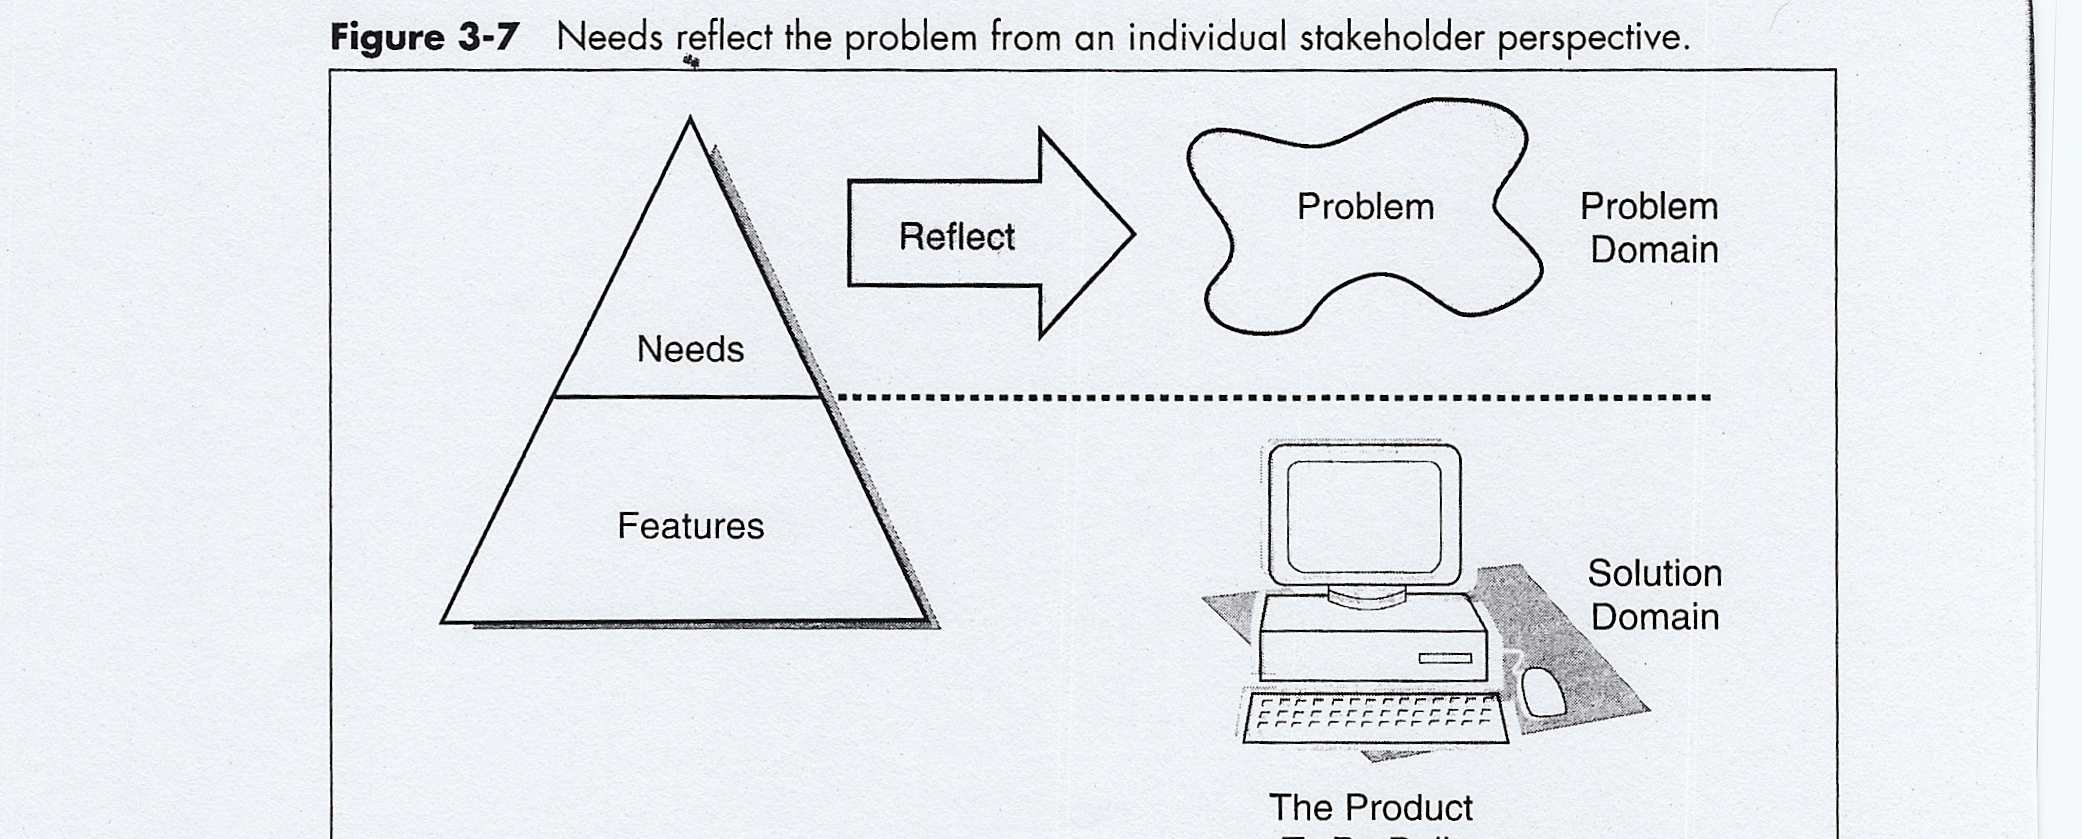 Figure 3-7 Needs reflect the problem from an individual stakeholder perspective.
Reflect
Problem
Problem
Domain
Needs
Features
Solution
Domain
The Product